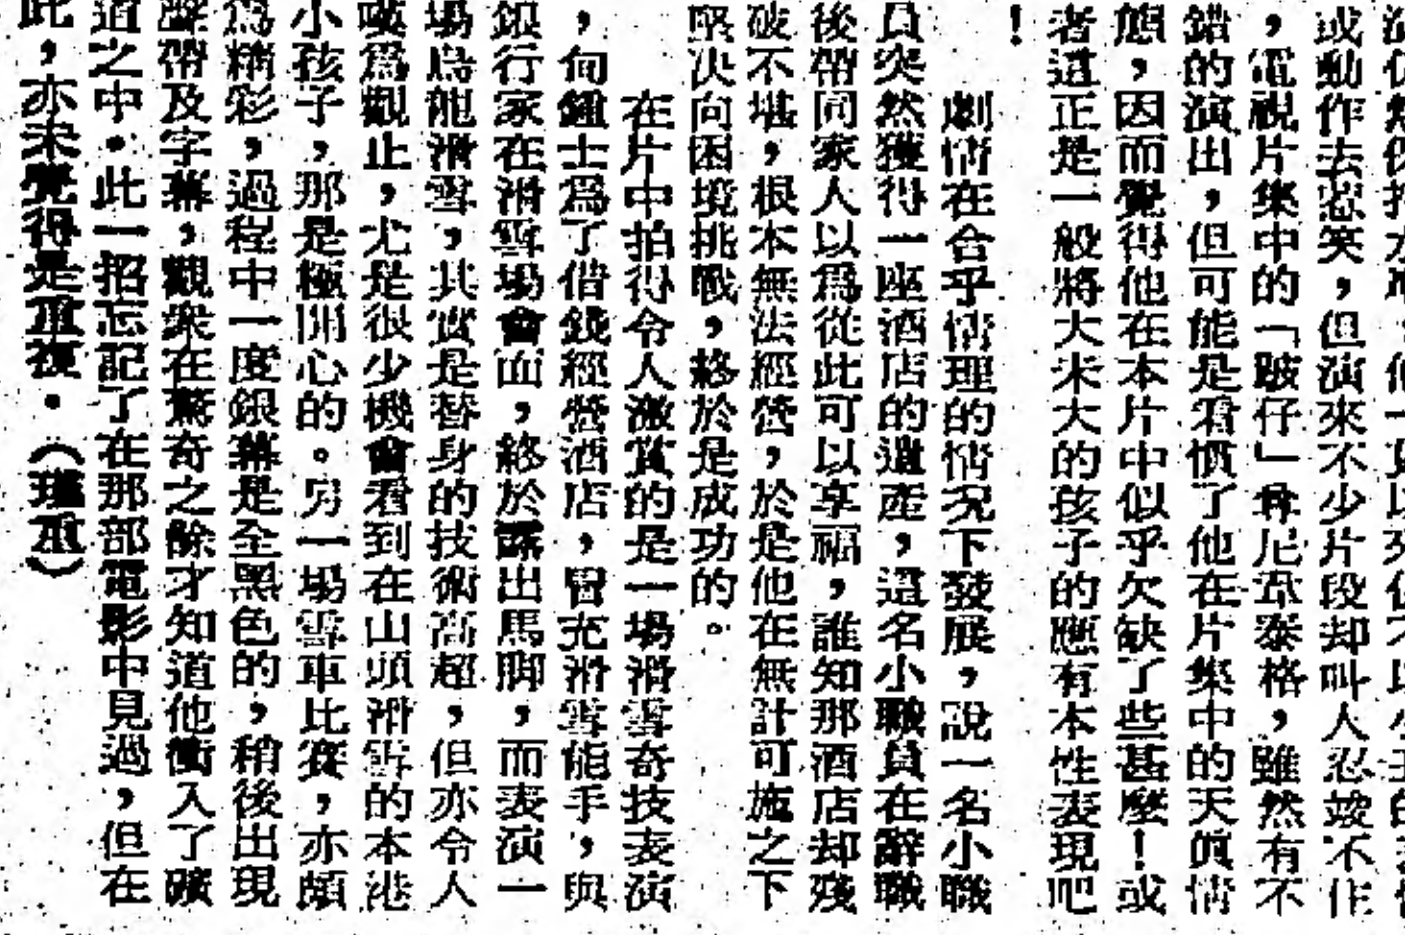 或動作去惹笑，但演來不少片段却叫人忍竣不住
，電視片集中的「跛仔」韋尼韋泰格，雖然有不
錯的演出，但可能是看慣了他在片集中的天眞情
態，因而覺得他在本片中似乎欠缺了些甚麼！或
者這正是一般將大未大的孩子的應有本性表現吧
！
劇情在合乎情理的情況下發展，說一名小職
員突然獲得一座酒店的遺產，這名小職員在辭職
後帶同家人以爲從此可以享福，誰知那酒店却殘
破不堪，根本無法經營，於是他在無計可施之下
堅決向困境挑戰，終於是成功的。
在片中拍得令人激賞的是一場滑雪奇技表演
，甸鍾士爲了借錢經營酒店，冒充滑雪能手，與
銀行家在滑雪場會面，終於露出馬脚，而表演一
場烏龍滑雪，其實是替身的技術高超，但亦令人
嘆爲觀止，尤是很少機會看到在山頭滑雪的本港
小孩子，那是極開心的。另一場雪車比賽，亦頗
爲精彩，過程中一度銀幕是全黑色的，稍後出現
聲帶及字幕，觀衆在驚奇之餘才知道他衝入了礦
道之中。此一招忘記了在那部電影中見過，但在
此，亦未覺得是重複。（瑾